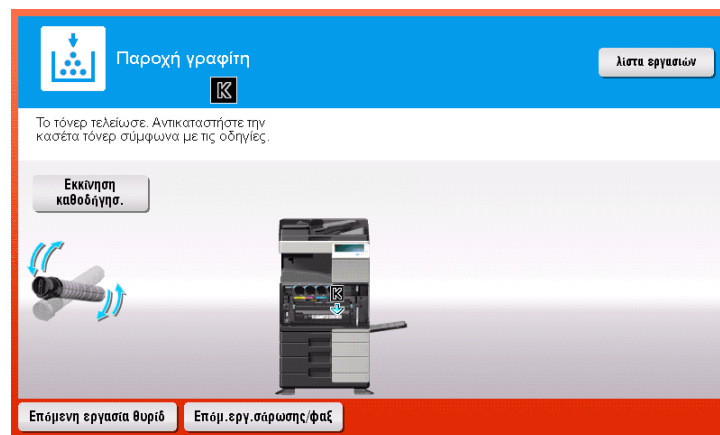 Παροχή γραφίτη
K
λίστα εργασιών
Το τόνερ τελείωσε. Αντικαταστήστε την
κασέτα τόνερ σύμφωνα με τις οδηγίες.
Εκκίνηση
καθοδήγησ.
K
Επόμενη εργασία θυρίδ
Επόμ.εργ.σάρωσης/φαξ